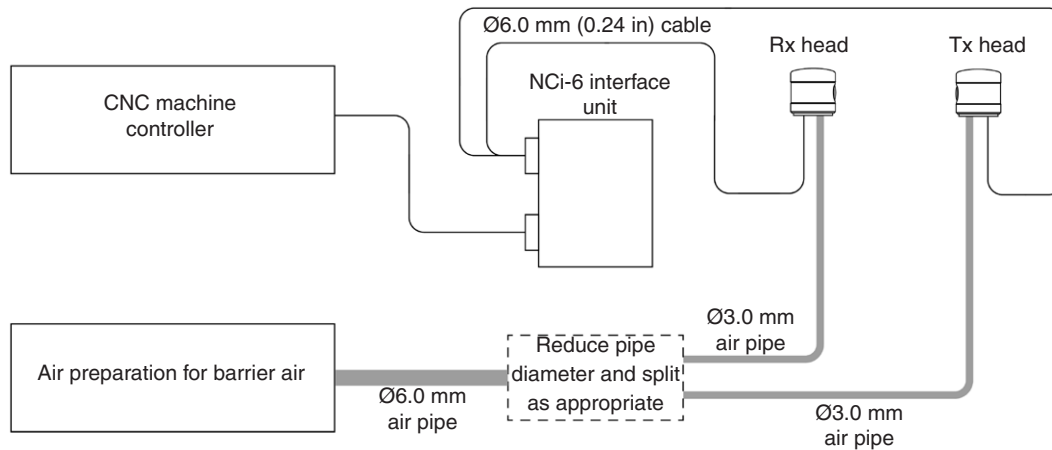 Ø6.0 mm (0.24 in) cable
Rx head
Tx head
CNC machine
controller
NCi-6 interface
unit
Ø3.0 mm
air pipe
Air preparation for barrier air
Reduce pipe
diameter and split
as appropriate
Ø6.0 mm
air pipe
Ø3.0 mm
air pipe